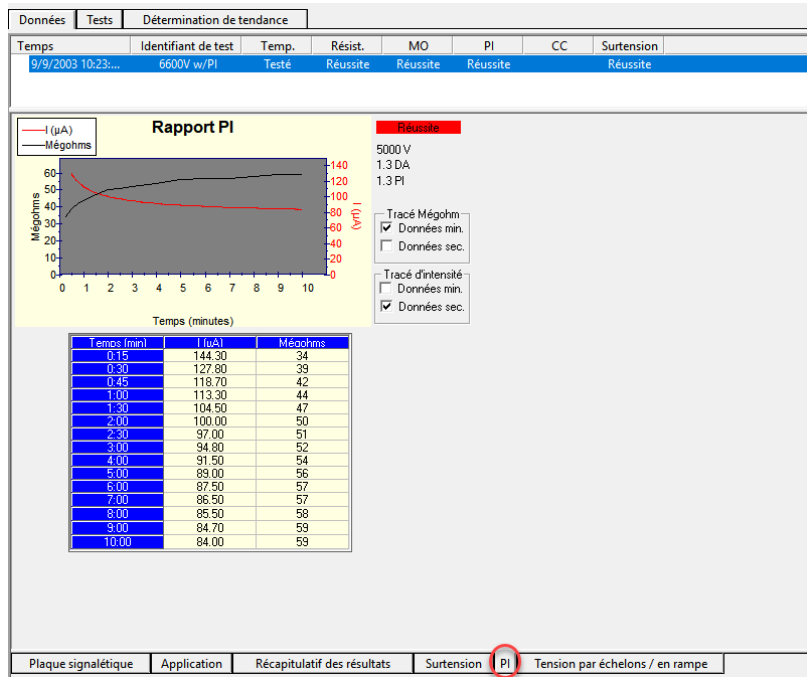 Données Tests Détermination de tendance
Temps Identifiant de test Temp. Résist. MO PI CC Surtension
9/9/2003 10:23:... 6600V w/PI Testé Réussite Réussite Réussite Réussite
I (µA)
Mégohms
Rapport PI
60
50
40
30
20
10
0
Mégohms
140
120
100
80
60
40
20
0
I (µA)
0 1 2 3 4 5 6 7 8 9 10
Temps (minutes)
Réussite
5000 V
1.3 DA
1.3 PI
Tracé Mégohm
Données min.
Données sec.
Tracé d'intensité
Données min.
Données sec.
Temps (min) I (uA) Mégohms
0:15 144.30 34
0:30 127.80 39
0:45 118.70 42
1:00 113.30 44
1:30 104.50 47
2:00 100.00 50
2:30 97.00 51
3:00 94.80 52
4:00 91.50 54
5:00 89.00 56
6:00 87.50 57
7:00 86.50 57
8:00 85.50 58
9:00 84.70 59
10:00 84.00 59
Plaque signalétique Application Récapitulatif des résultats Surtension PI Tension par échelons / en rampe